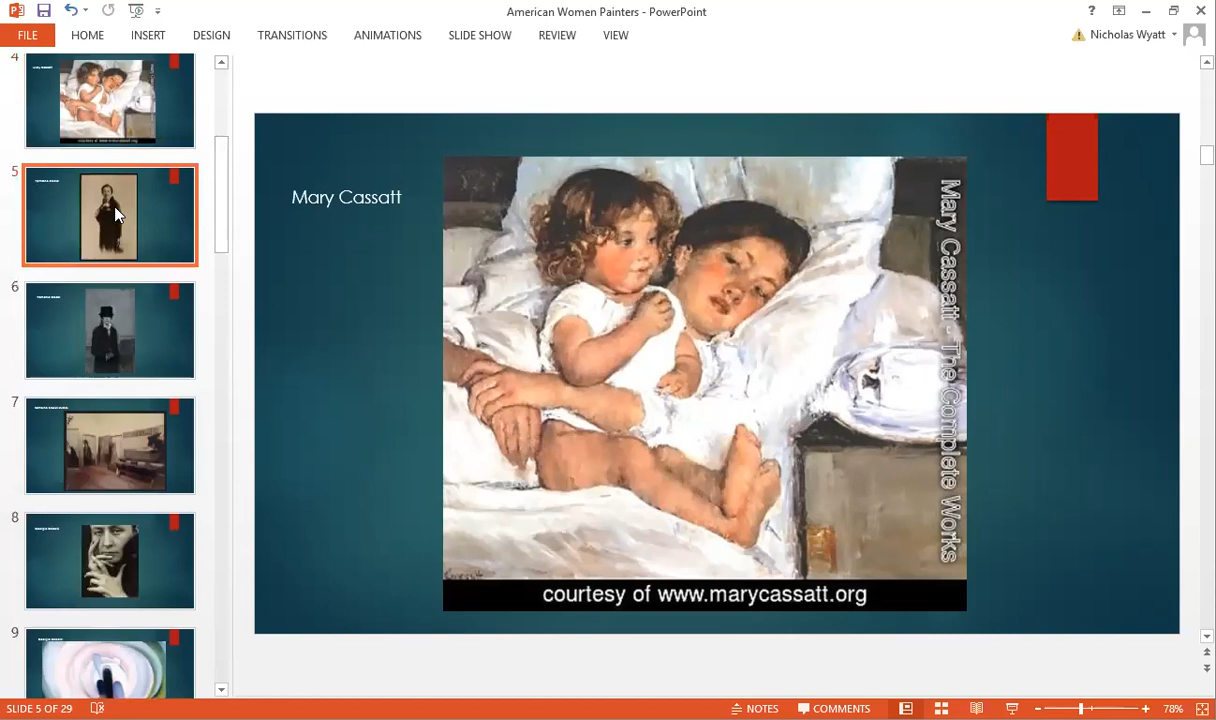 American Women Painters - PowerPoint
?
FILE
HOME
INSERT
DESIGN
TRANSITIONS
ANIMATIONS
SLIDE SHOW
REVIEW
VIEW
Nicholas Wyatt
4
5
6
7
8
9
Mary Cassatt
Mary Cassatt - The Complete Works
courtesy of www.marycassatt.org
SLIDE 5 OF 29
NOTES
COMMENTS
78%